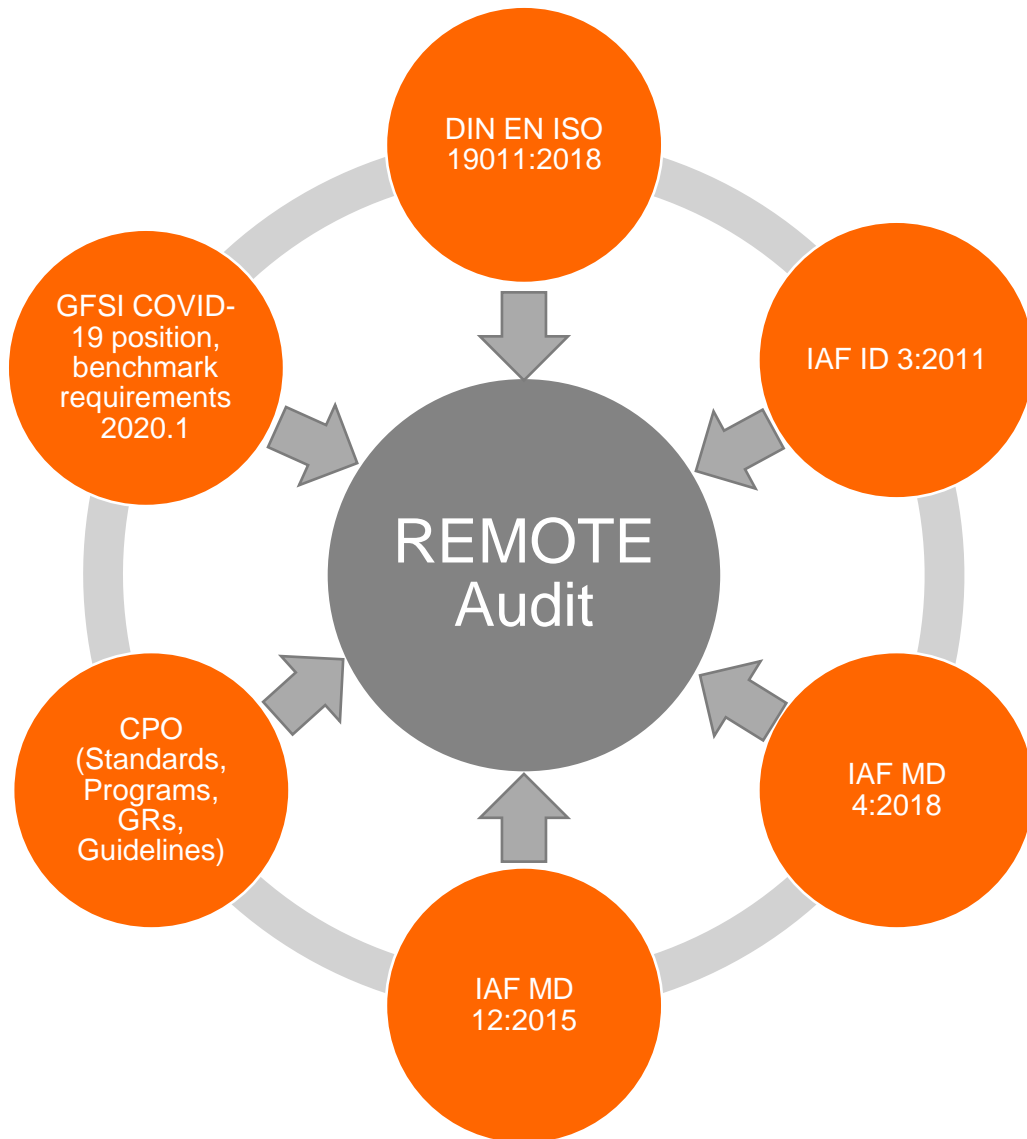 DIN EN ISO
19011:2018
IAF ID 3:2011
IAF MD
4:2018
IAF MD
12:2015
CPO
(Standards,
Programs,
GRs,
Guidelines)
GFSI COVID-
19 position,
benchmark
requirements
2020.1
REMOTE
Audit